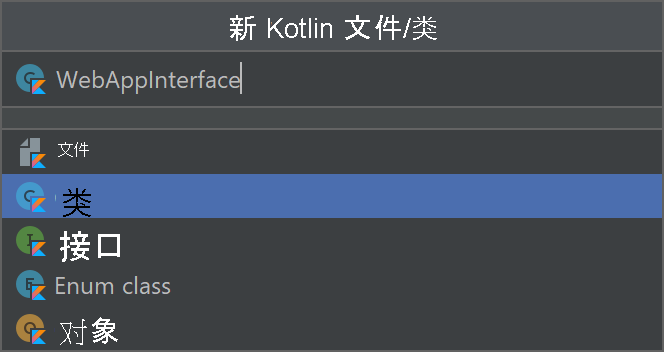 新 Kotlin 文件/类
WebAppInterface
文件
类
接口
Enum class
对象